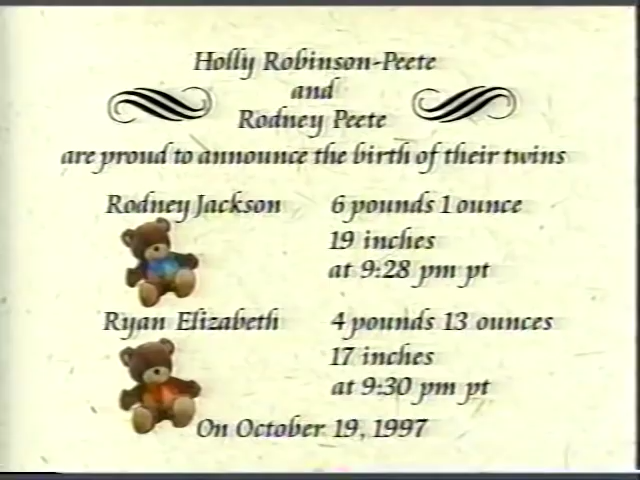 Holly Robinson-Peete
and
Rodney Peete
are proud to announce the birth of their twins
Rodney Jackson 6 pounds 1 ounce
19 inches
at 9:28 pm pt
Ryan Elizabeth 4 pounds 13 ounces
17 inches
at 9:30 pm pt
On October 19, 1997